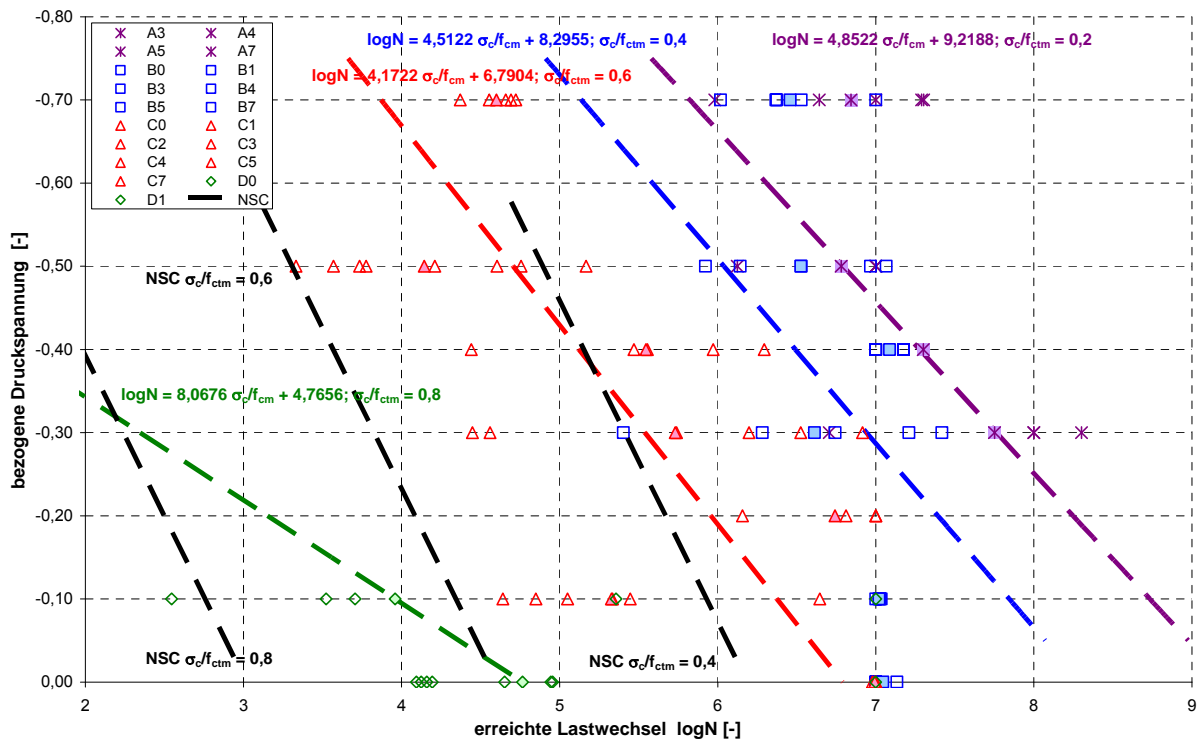 -0,80
-0,70
-0,60
-0,50
-0,40
-0,30
-0,20
-0,10
0,00
bezogene Druckspannung [-]
A3 A4
A5 A7
B0 B1
B3 B4
B5 B7
C0 C1
C2 C3
C4 C5
C7 D0
D1 NSC
logN = 4,5122 σc/fcm + 8,2955; σc/fctm = 0,4
logN = 4,8522 σc/fcm + 9,2188; σc/fctm = 0,2
logN = 4,1722 σc/fcm + 6,7904; σc/fctm = 0,6
NSC σc/fctm = 0,6
logN = 8,0676 σc/fcm + 4,7656; σc/fctm = 0,8
NSC σc/fctm = 0,8
NSC σc/fctm = 0,4
2 3 4 5 6 7 8 9
erreichte Lastwechsel logN [-]